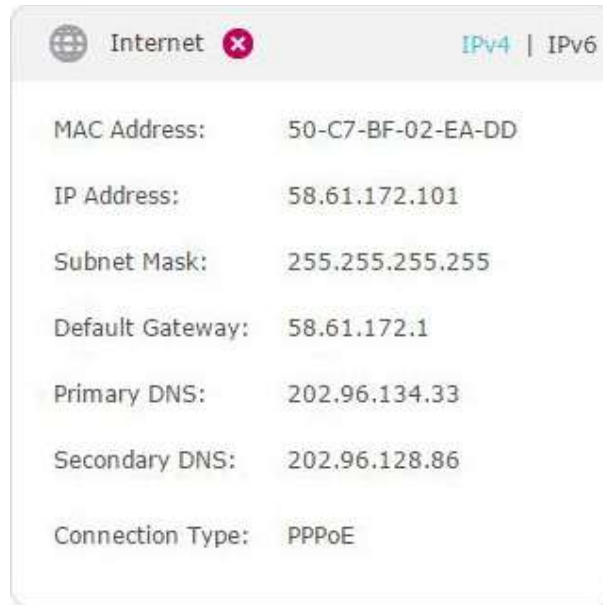 Internet IPv4 | IPv6
MAC Address: 50-C7-BF-02-EA-DD
IP Address: 58.61.172.101
Subnet Mask: 255.255.255.255
Default Gateway: 58.61.172.1
Primary DNS: 202.96.134.33
Secondary DNS: 202.96.128.86
Connection Type: PPPoE